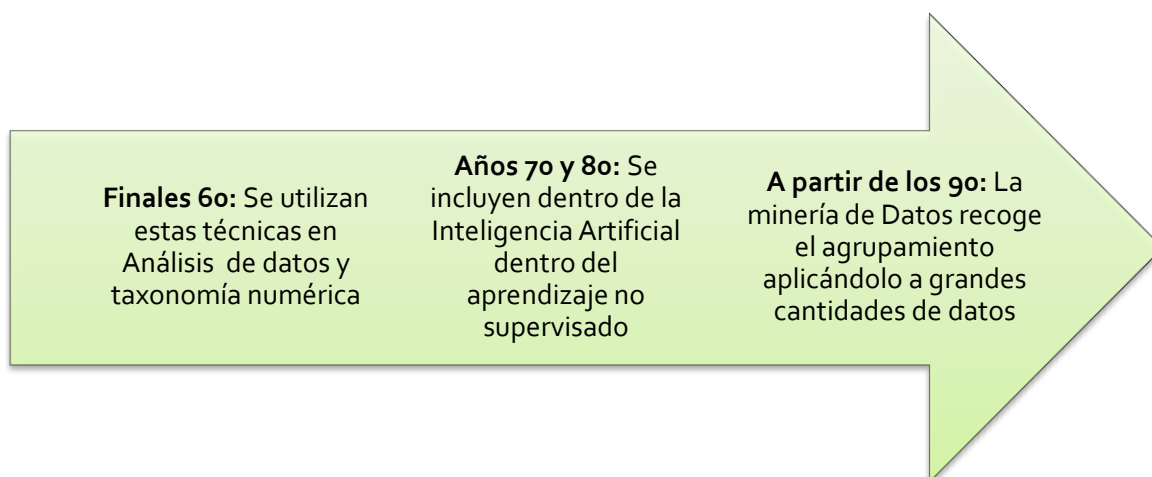 Finales 60: Se utilizan
estas técnicas en
Análisis  de datos y
taxonomía numérica
Años 70 y 80: Se
incluyen dentro de la
Inteligencia Artificial
dentro del
aprendizaje no
supervisado
A partir de los 90: La
minería de Datos recoge
el agrupamiento
aplicándolo a grandes
cantidades de datos